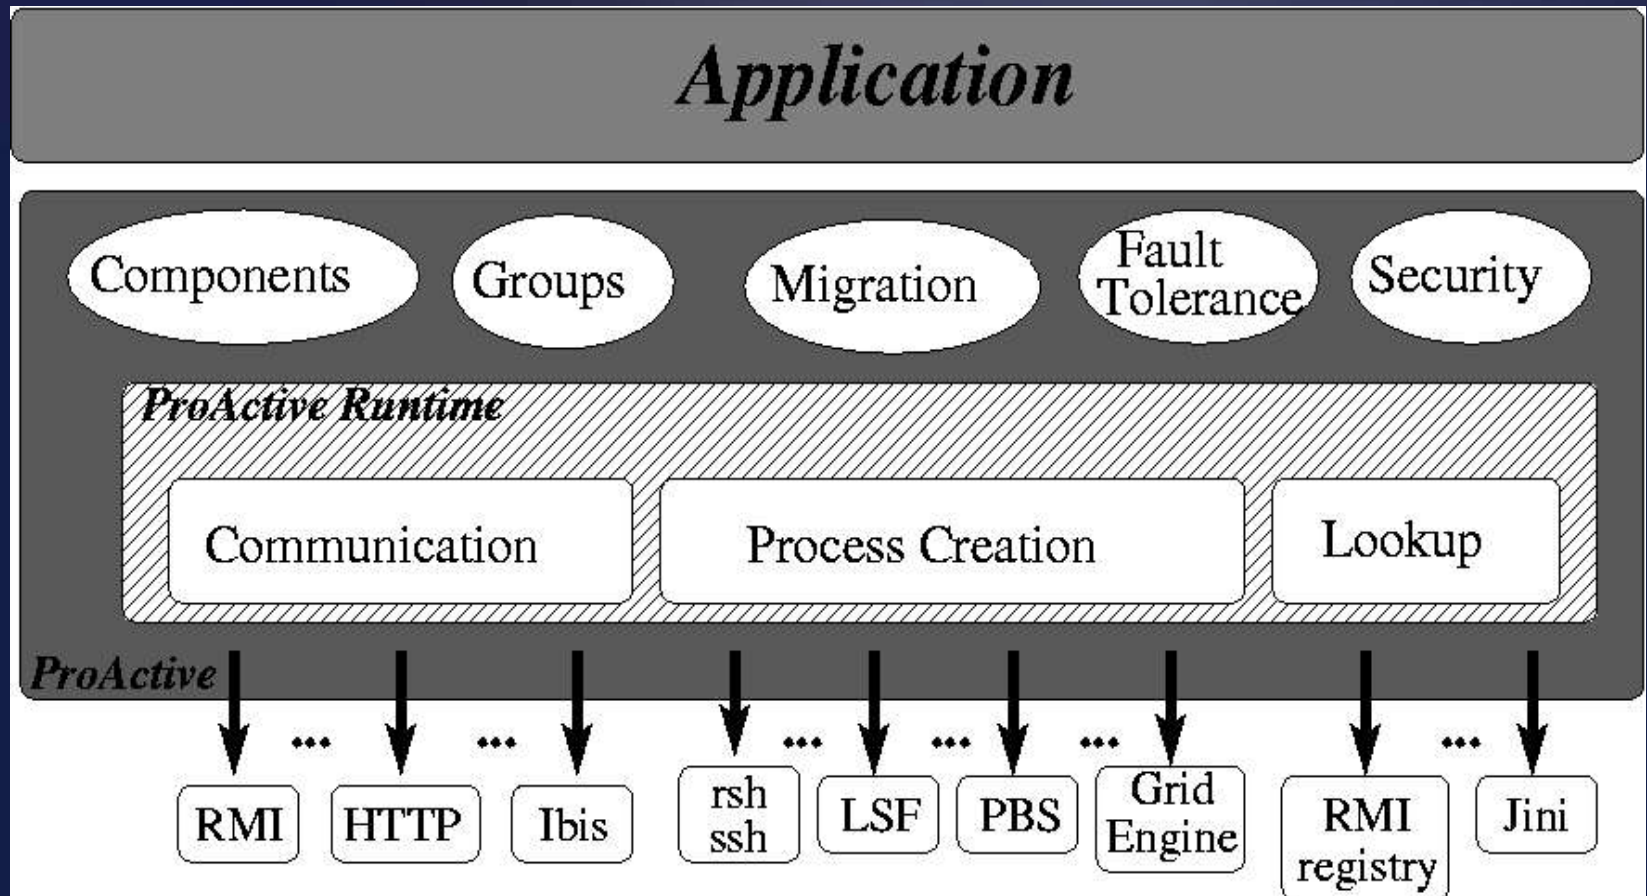 Application
Components
Groups
Migration
Fault
Tolerance
Security
ProActive Runtime
Communication
Process Creation
Lookup
ProActive
... ... ... ... ... ...
RMI
HTTP
Ibis
rsh
ssh
LSF
PBS
Grid
Engine
RMI
registry
Jini